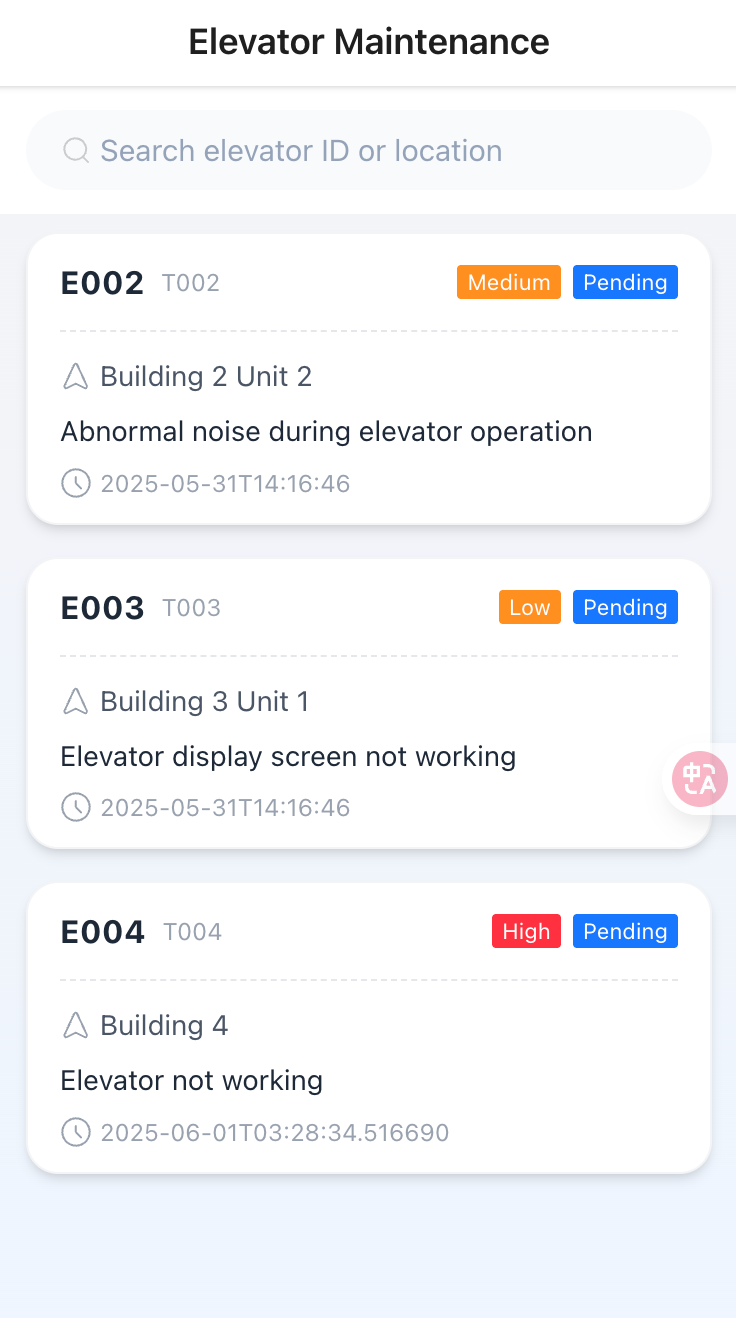 Elevator Maintenance
Search elevator ID or location
E002 T002 Medium Pending
Building 2 Unit 2
Abnormal noise during elevator operation
2025-05-31T14:16:46
E003 T003 Low Pending
Building 3 Unit 1
Elevator display screen not working
中A
2025-05-31T14:16:46
E004 T004 High Pending
Building 4
Elevator not working
2025-06-01T03:28:34.516690